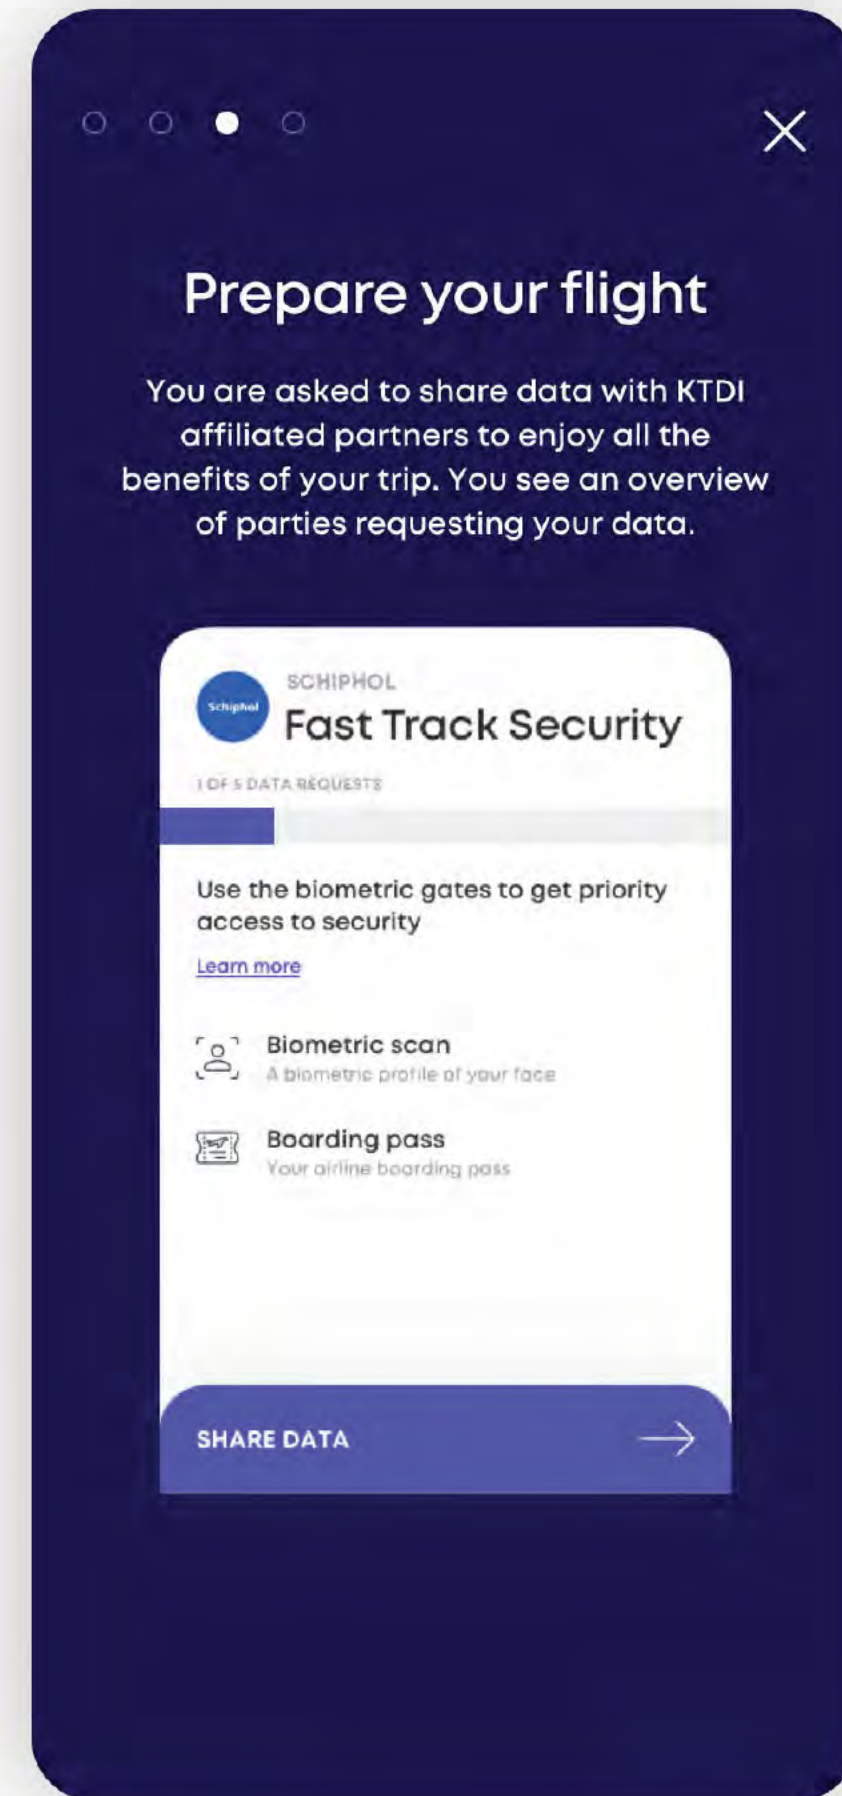 Prepare your flight
You are asked to share data with KTDI
affiliated partners to enjoy all the
benefits of your trip. You see an overview
of parties requesting your data.
SCHIPHOL
Schiphol
Fast Track Security
1 OF 5 DATA REQUESTS
Use the biometric gates to get priority
access to security
Learn more
Biometric scan
A biometric profile of your face
Boarding pass
Your airline boarding pass
SHARE DATA